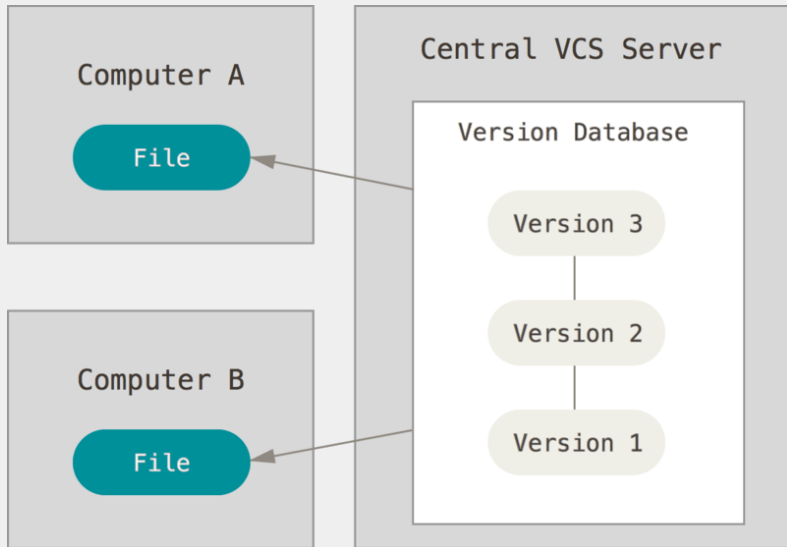 Computer A
File
Computer B
File
Central VCS Server
Version Database
Version 3
Version 2
Version 1